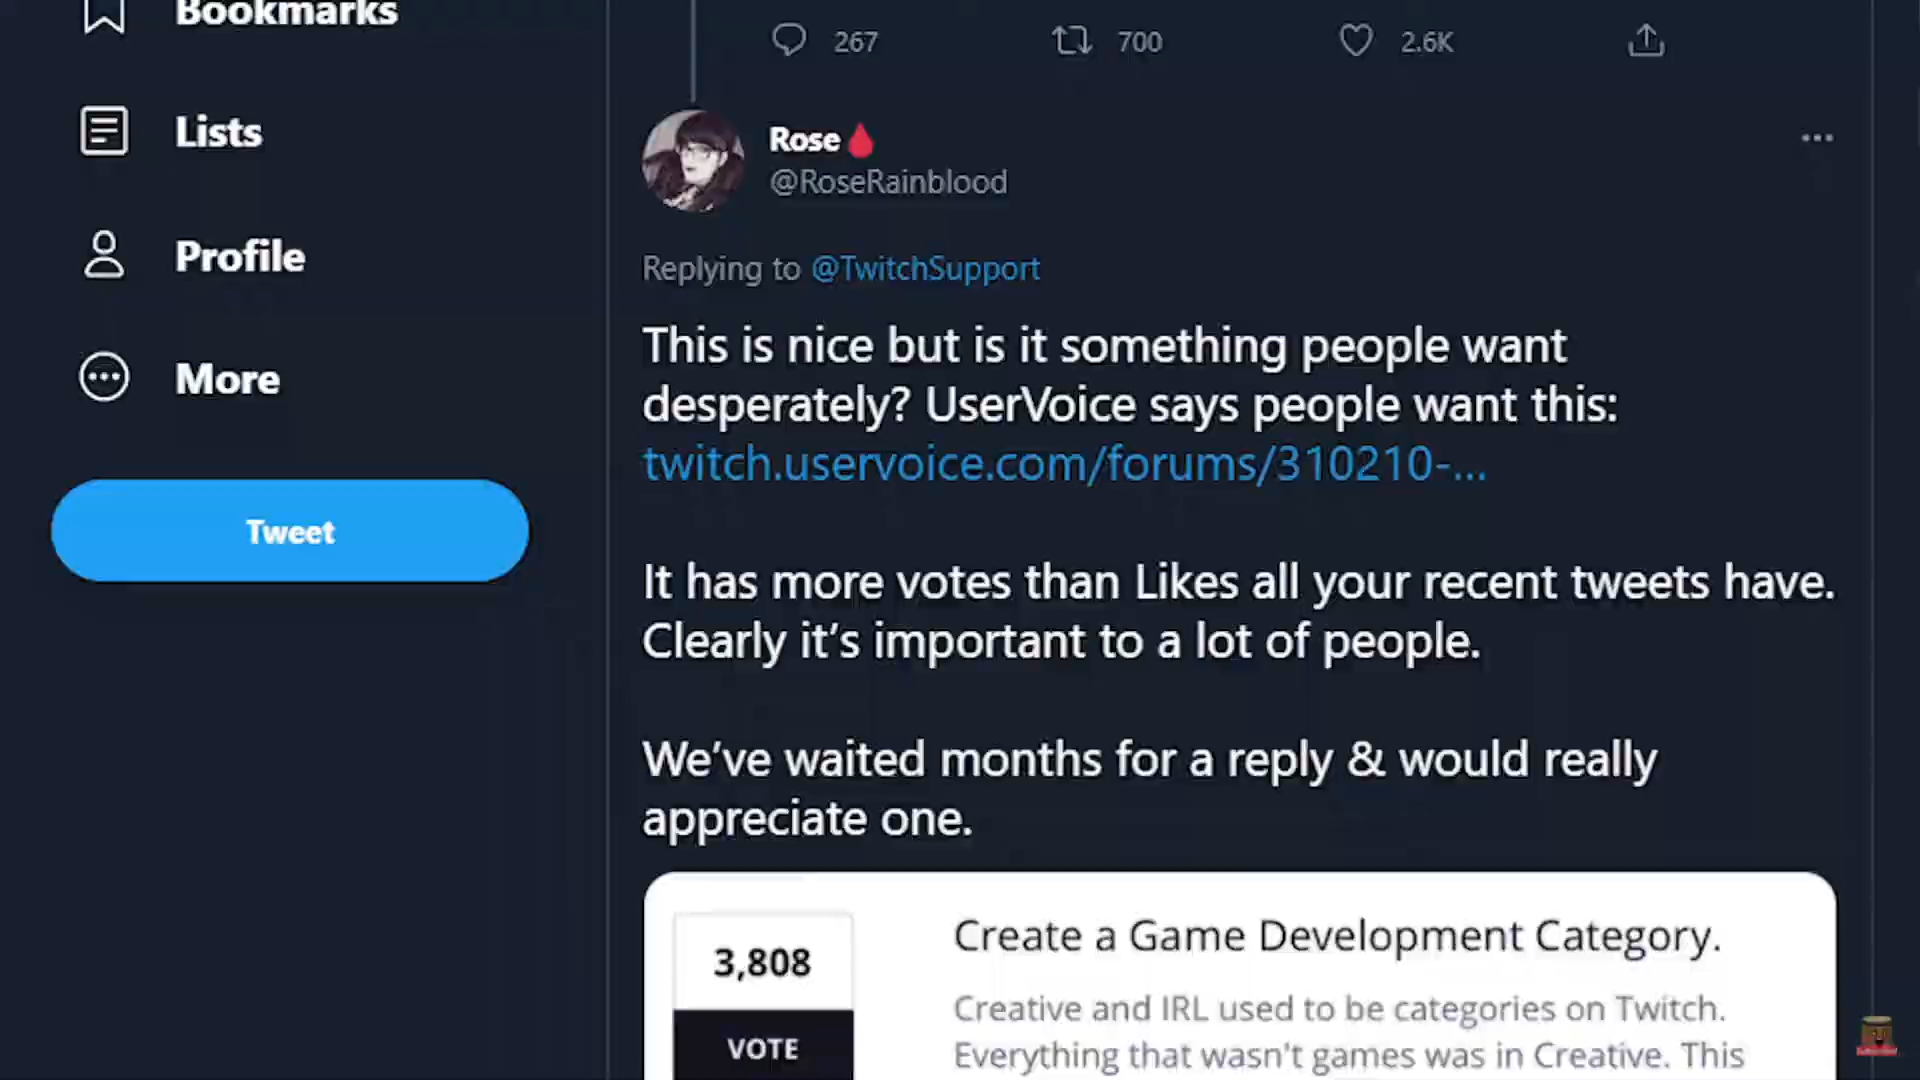 Bookmarks
267 700 2.6K
Lists
Rose
@RoseRainblood
Profile
Replying to @TwitchSupport
This is nice but is it something people want
More
desperately? UserVoice says people want this:
twitch.uservoice.com/forums/310210-...
Tweet
It has more votes than Likes all your recent tweets have.
Clearly it's important to a lot of people.
We've waited months for a reply & would really
appreciate one.
Create a Game Development Category.
3,808
Creative and IRL used to be categories on Twitch.
VOTE
Everything that wasn't games was in Creative. This